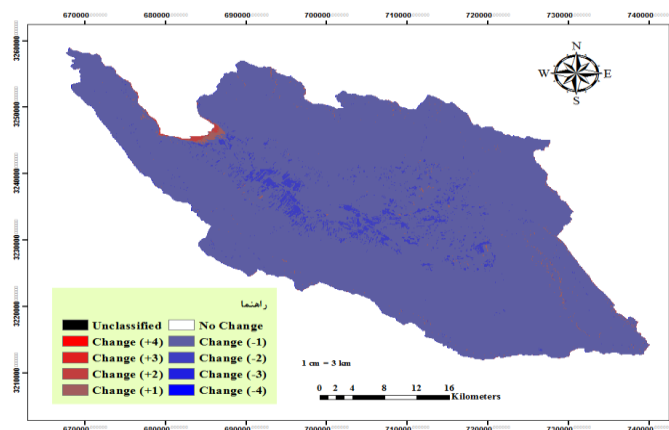 670000 680000 690000 700000 710000 720000 730000 740000
3260000
3250000
3240000
3230000
3220000
3210000
N
W E
S
راهنما
Unclassified No Change
Change (+4) Change (-1)
Change (+3) Change (-2)
Change (+2) Change (-3)
Change (+1) Change (-4)
1 cm = 3 km
0 2 4 8 12 16
Kilometers
670000 680000 690000 700000 710000 720000 730000 740000